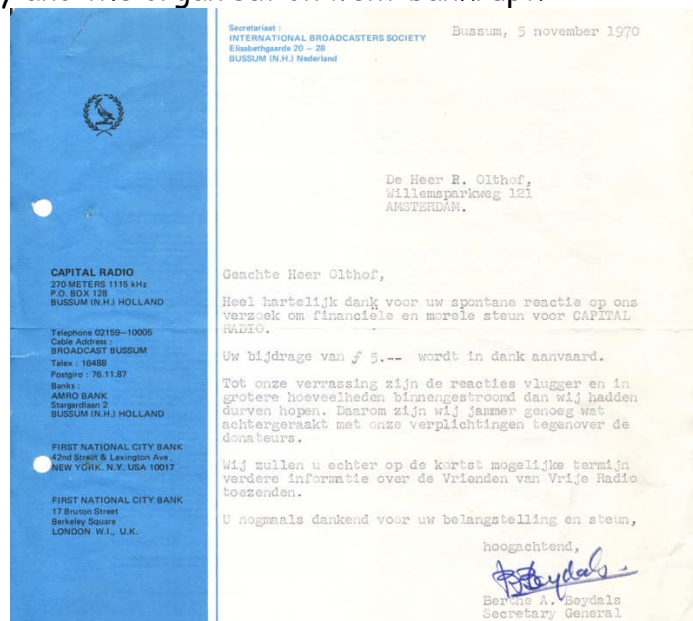 Secretariaat :
INTERNATIONAL BROADCASTERS SOCIETY
Elisabethgaarde 20 – 28
BUSSUM (N.H.) Nederland
Bussum, 5 november 1970
De Heer R. Olthof,
Willemsparkweg 121
AMSTERDAM.
CAPITAL RADIO
270 METERS 1115 kHz
P.O. BOX 128
BUSSUM (N.H.) HOLLAND
Telephone 02159–10005
Cable Address :
BROADCAST BUSSUM
Telex : 16488
Postgiro : 76.11.87
Banks :
AMRO BANK
Stargardlaan 2
BUSSUM (N.H.) HOLLAND
FIRST NATIONAL CITY BANK
42nd Street & Lexington Ave.
NEW YORK. N.Y. USA 10017
FIRST NATIONAL CITY BANK
17 Bruton Street
Berkeley Square
LONDON W.I., U.K.
Geachte Heer Olthof,
Heel hartelijk dank voor uw spontane reactie op ons
verzoek om financiele en morele steun voor CAPITAL
RADIO.
Uw bijdrage van ƒ 5.-- wordt in dank aanvaard.
Tot onze verrassing zijn de reacties vlugger en in
grotere hoeveelheden binnengestroomd dan wij hadden
durven hopen. Daarom zijn wij jammer genoeg wat
achtergeraakt met onze verplichtingen tegenover de
donateurs.
Wij zullen u echter op de kortst mogelijke termijn
verdere informatie over de Vrienden van Vrije Radio
toezenden.
U nogmaals dankend voor uw belangstelling en steun,
hoogachtend,
BBeydals
Berthe A. Beydals
Secretary General